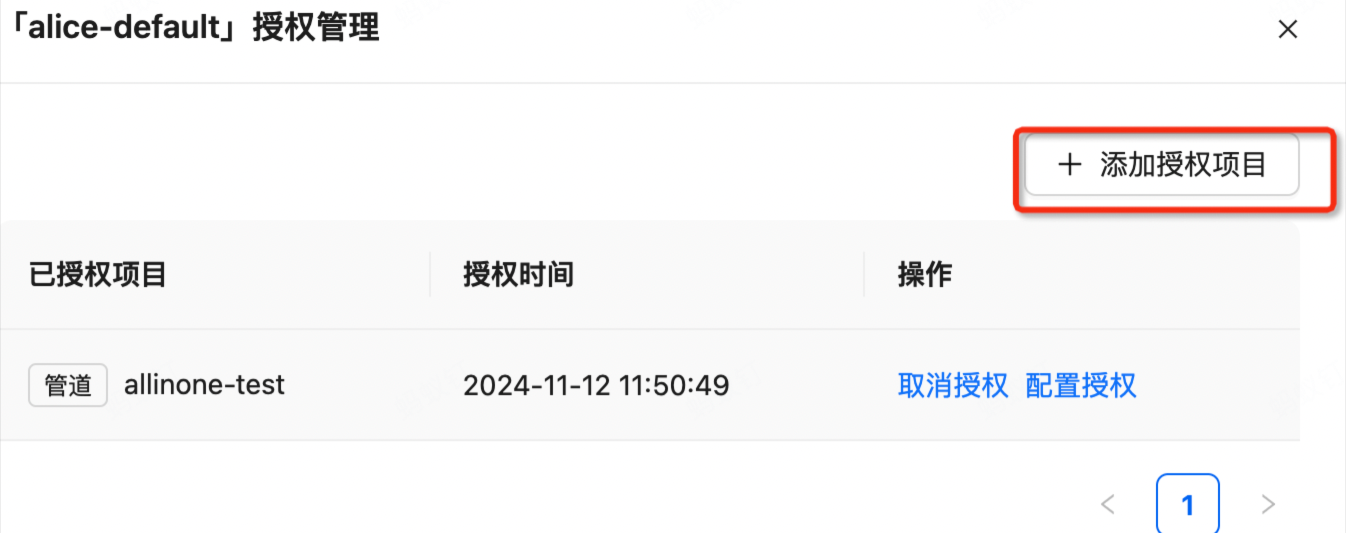 「alice-default」授权管理
添加授权项目
已授权项目 授权时间 操作
管道 allinone-test 2024-11-12 11:50:49 取消授权 配置授权
1